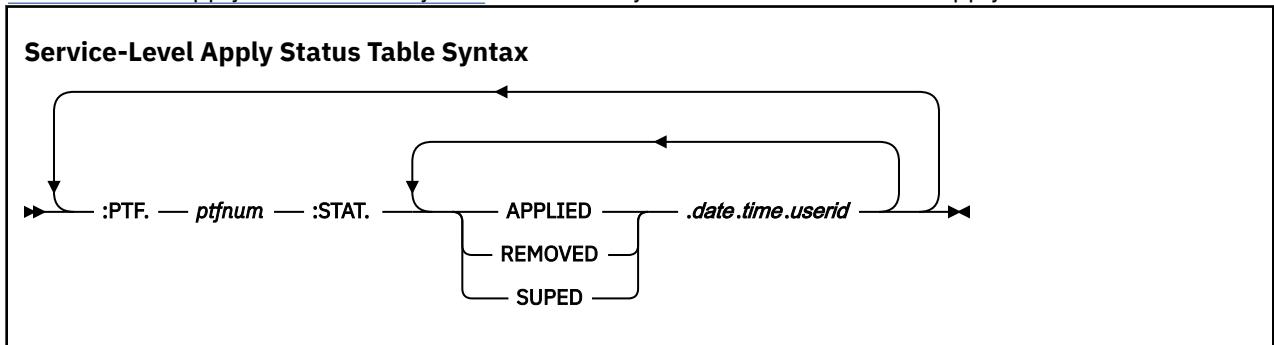 Service-Level Apply Status Table Syntax
:PTF. ptfnum :STAT. APPLIED .date.time.userid
REMOVED
SUPED